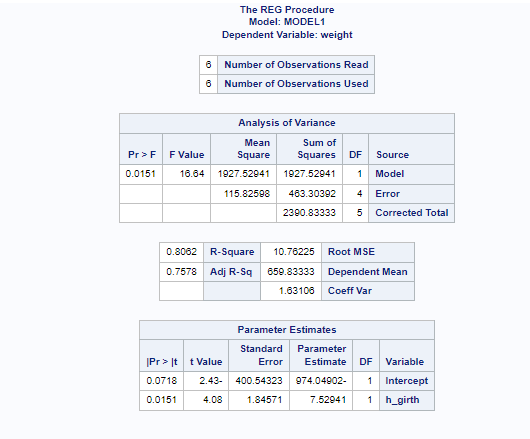 The REG Procedure
Model: MODEL1
Dependent Variable: weight
6 Number of Observations Read
6 Number of Observations Used
Analysis of Variance
Pr > F F Value Mean Square Sum of Squares DF Source
0.0151 16.64 1927.52941 1927.52941 1 Model
115.82598 463.30392 4 Error
2390.83333 5 Corrected Total
0.8062 R-Square 10.76225 Root MSE
0.7578 Adj R-Sq 659.83333 Dependent Mean
1.63106 Coeff Var
Parameter Estimates
|Pr > |t t Value Standard Error Parameter Estimate DF Variable
0.0718 2.43- 400.54323 974.04902- 1 Intercept
0.0151 4.08 1.84571 7.52941 1 h_girth